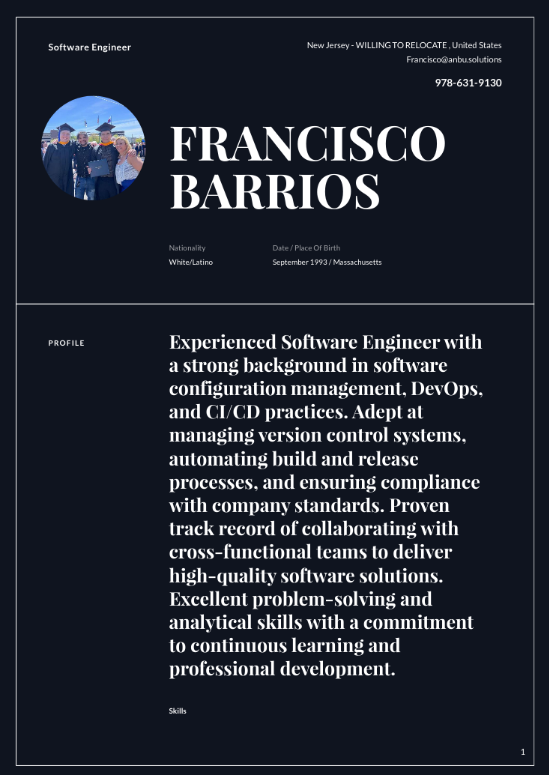 Software Engineer
New Jersey - WILLING TO RELOCATE , United States
Francisco@anbu.solutions
978-631-9130
FRANCISCO
BARRIOS
Nationality
White/Latino
Date / Place Of Birth
September 1993 / Massachusetts
PROFILE
Experienced Software Engineer with
a strong background in software
configuration management, DevOps,
and CI/CD practices. Adept at
managing version control systems,
automating build and release
processes, and ensuring compliance
with company standards. Proven
track record of collaborating with
cross-functional teams to deliver
high-quality software solutions.
Excellent problem-solving and
analytical skills with a commitment
to continuous learning and
professional development.
Skills
1